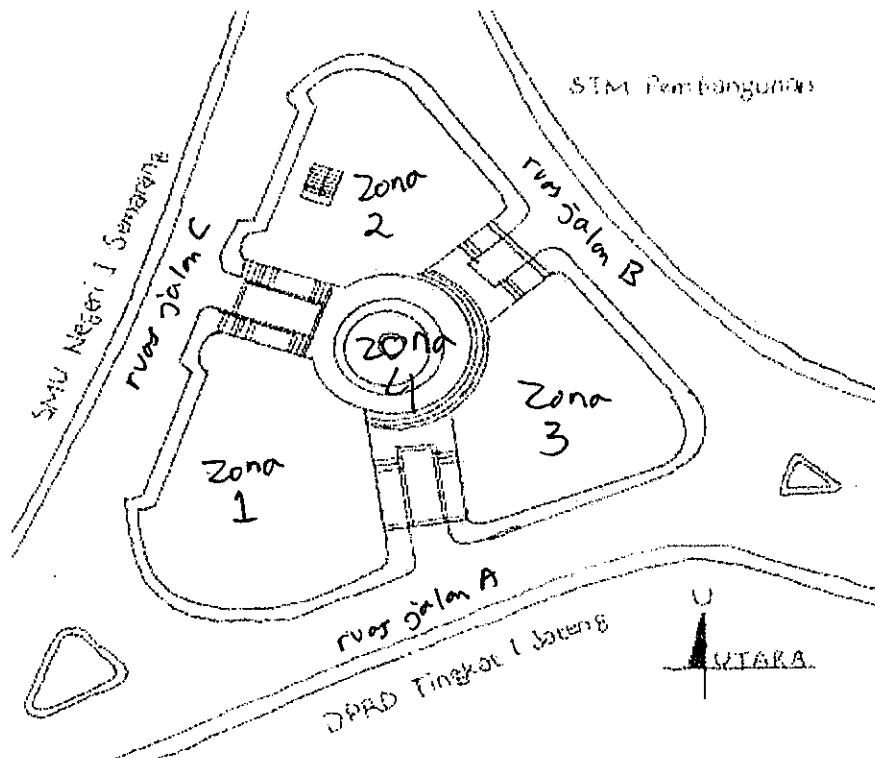 STM Pembangunan
ruas jalan B
Zona
2
SMU Negeri 1 Semarang
ruas jalan C
Zona
4
Zona
3
Zona
1
ruas jalan A
DPRD Tingkat I Jateng
U
UTARA